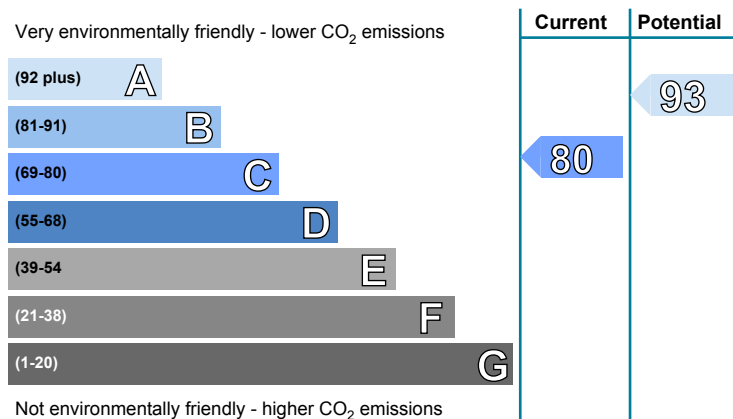 Current Potential
Very environmentally friendly - lower CO₂ emissions
(92 plus) A
93
(81-91) B
80
(69-80) C
(55-68) D
(39-54 E
(21-38) F
(1-20) G
Not environmentally friendly - higher CO₂ emissions